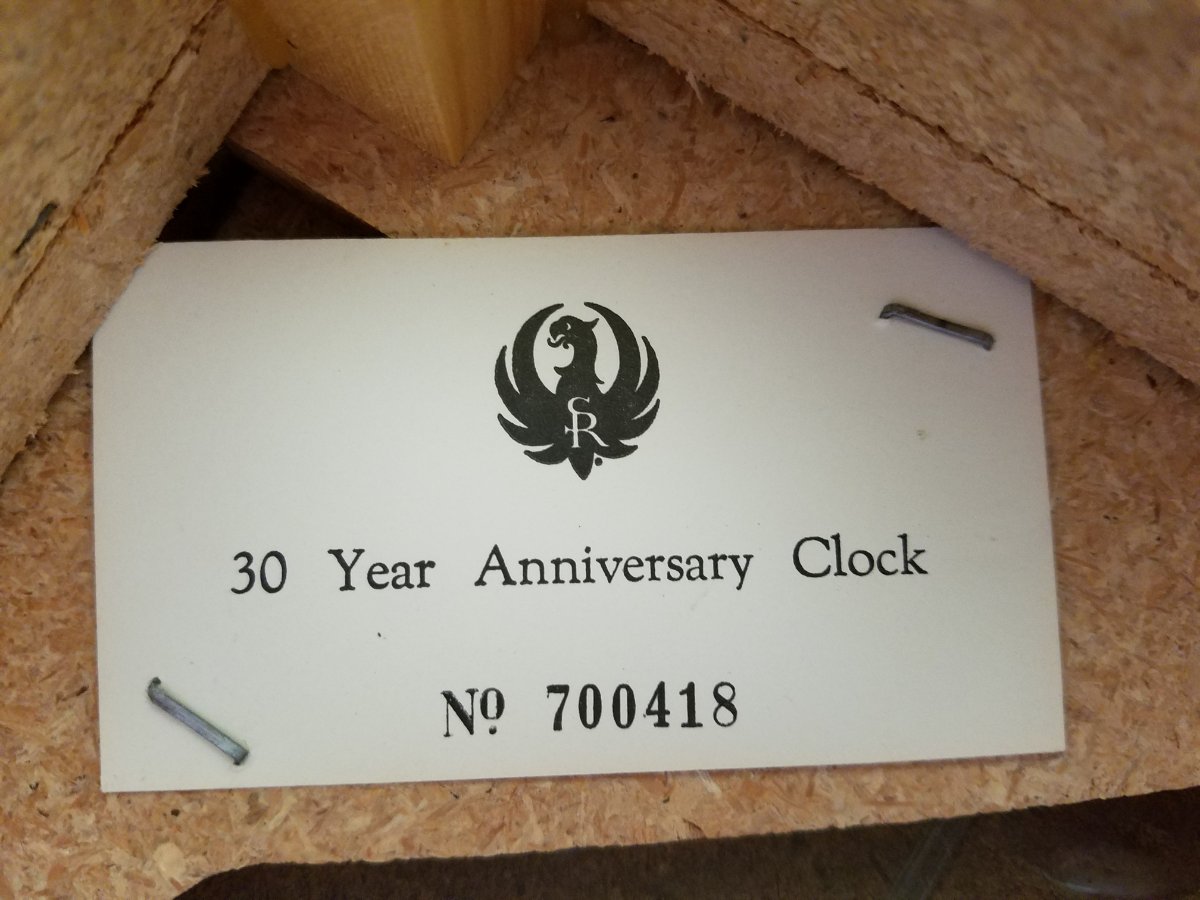 SR
30 Year Anniversary Clock
Nº 700418